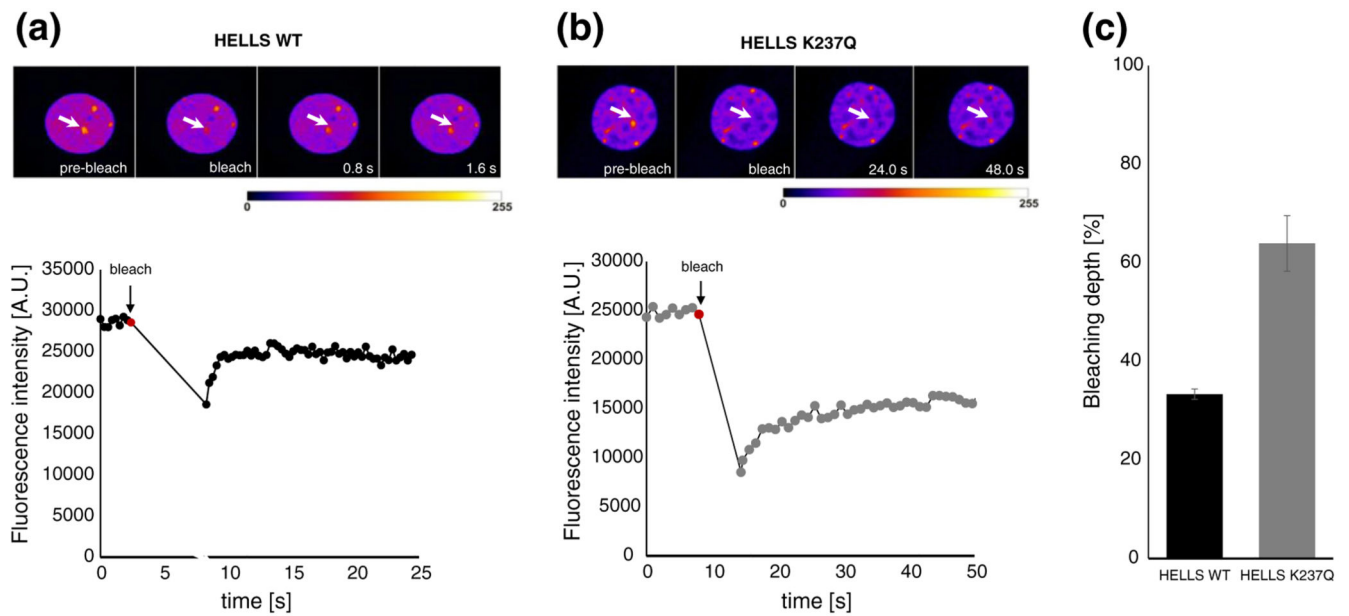 (a)
HELLS WT
pre-bleach
bleach
0.8 s
1.6 s
0
255
Fluorescence intensity [A.U.]
35000
30000
25000
20000
15000
10000
5000
0
bleach
0
5
10
15
20
25
time [s]
(b)
HELLS K237Q
pre-bleach
bleach
24.0 s
48.0 s
0
255
Fluorescence intensity [A.U.]
30000
25000
20000
15000
10000
5000
0
bleach
0
10
20
30
40
50
time [s]
(c)
Bleaching depth [%]
100
80
60
40
20
0
HELLS WT
HELLS K237Q